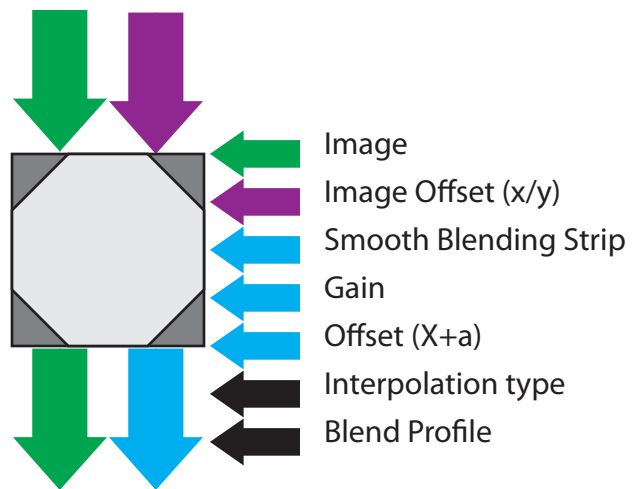 Image
Image Offset (x/y)
Smooth Blending Strip
Gain
Offset (X+a)
Interpolation type
Blend Profile